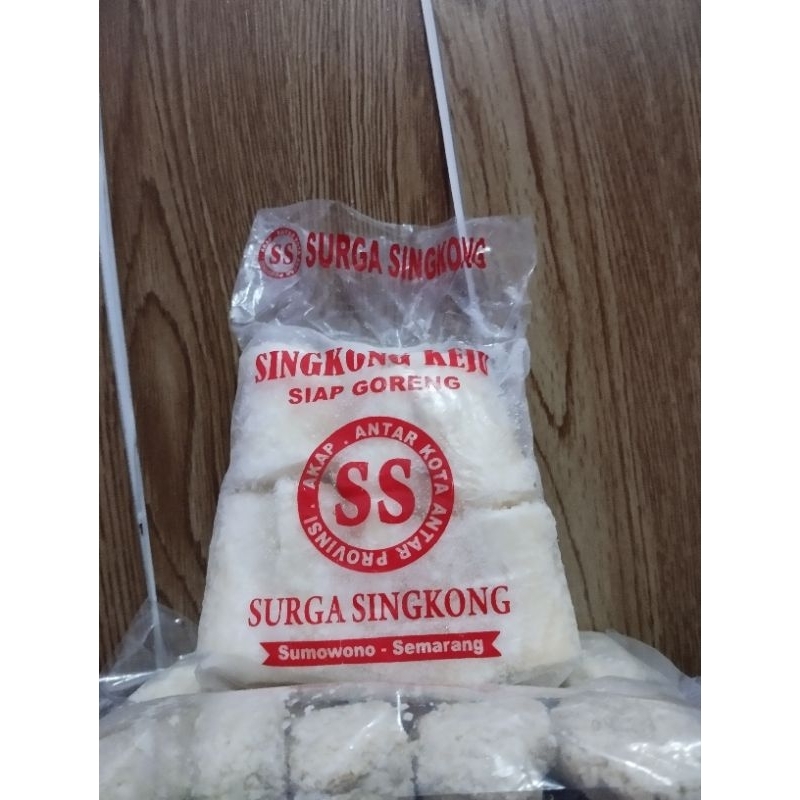 SS SURGA SINGKONG
SINGKONG KEJU
SIAP GORENG
AKAP . ANTAR KOTA ANTAR PROVINSI .
SS
SURGA SINGKONG
Sumowono - Semarang